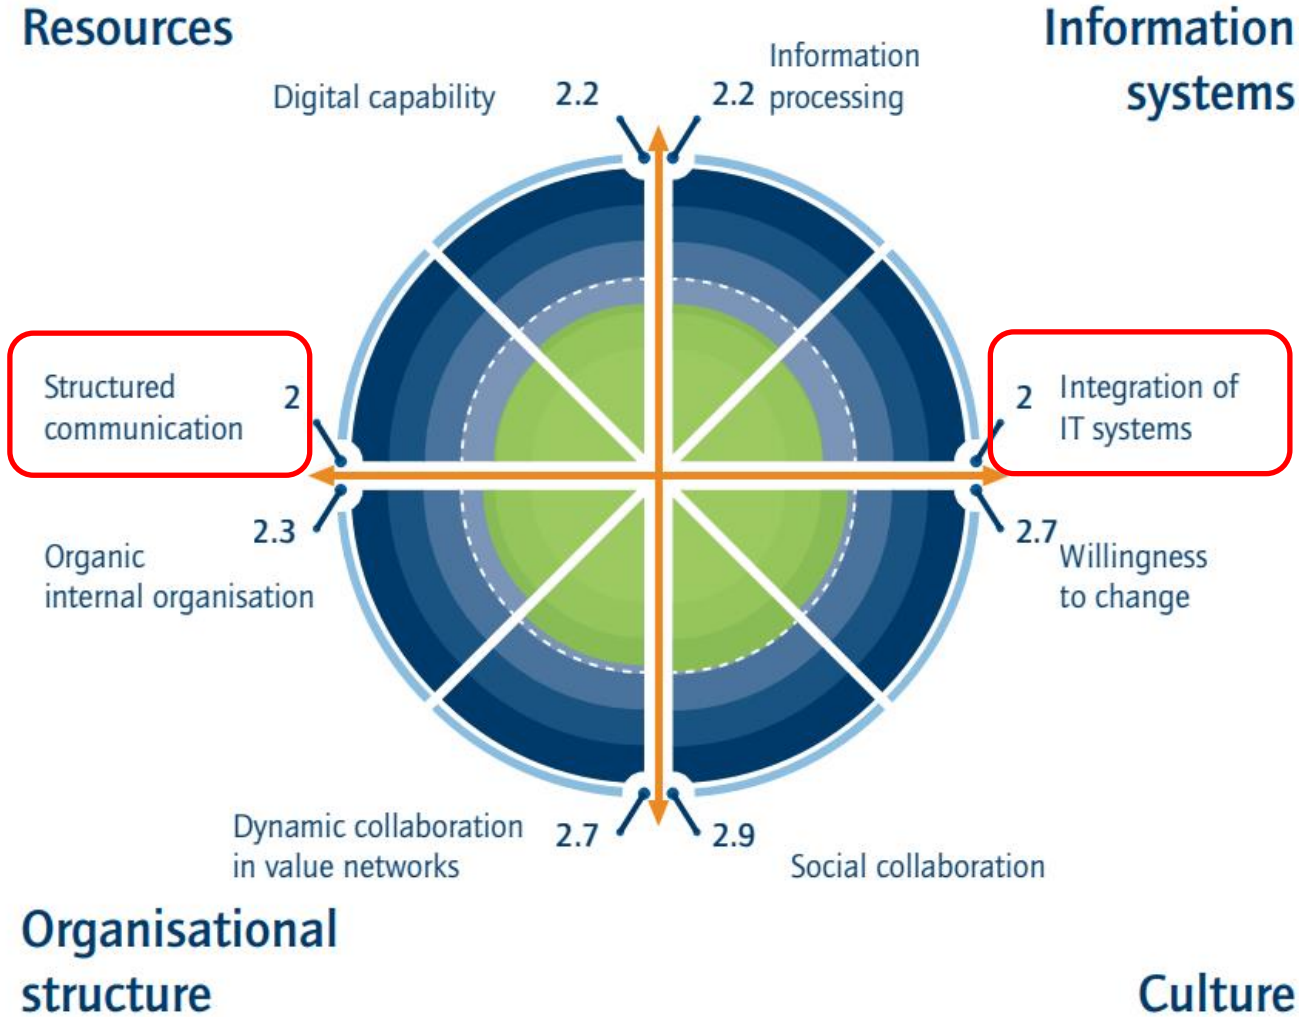 Resources
Information
systems
Digital capability
2.2
2.2
Information
processing
Structured
communication
2
2
Integration of
IT systems
2.3
Organic
internal organisation
2.7
Willingness
to change
Dynamic collaboration
in value networks
2.7
2.9
Social collaboration
Organisational
structure
Culture